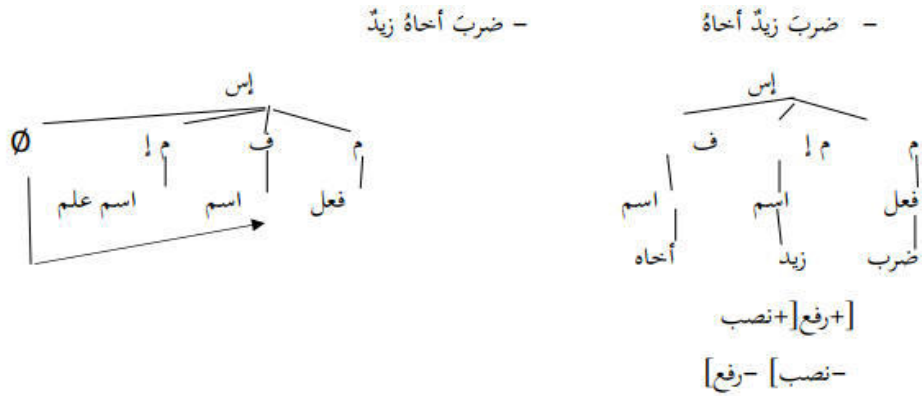 – ضربَ زيدٌ أخاهُ
– ضربَ أخاهُ زيدٌ
إس
إس
م
م إ
ف
م
ف
م إ
Ø
فعل
اسم
اسم
فعل
اسم
اسم علم
ضرب
زيد
أخاه
[+رفع[+نصب
–نصب] –رفع]